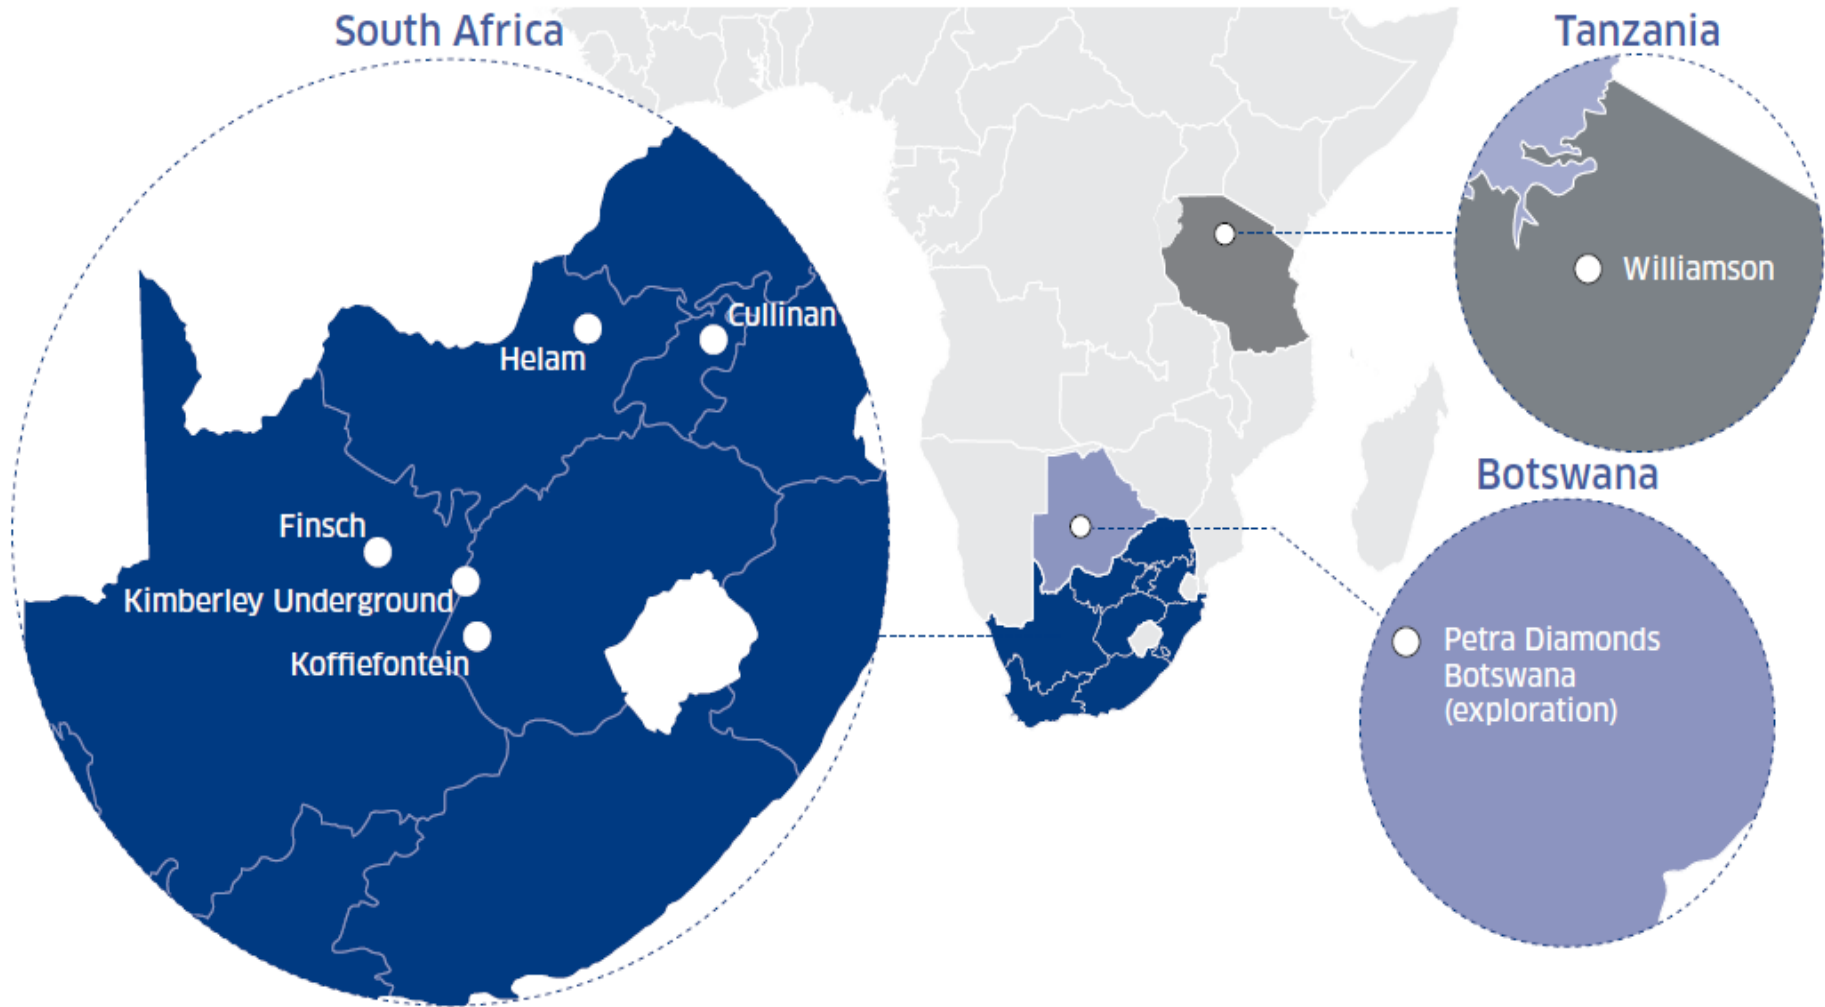 South Africa
Tanzania
Cullinan
Helam
Williamson
Botswana
Finsch
Kimberley Underground
Koffiefontein
Petra Diamonds
Botswana
(exploration)